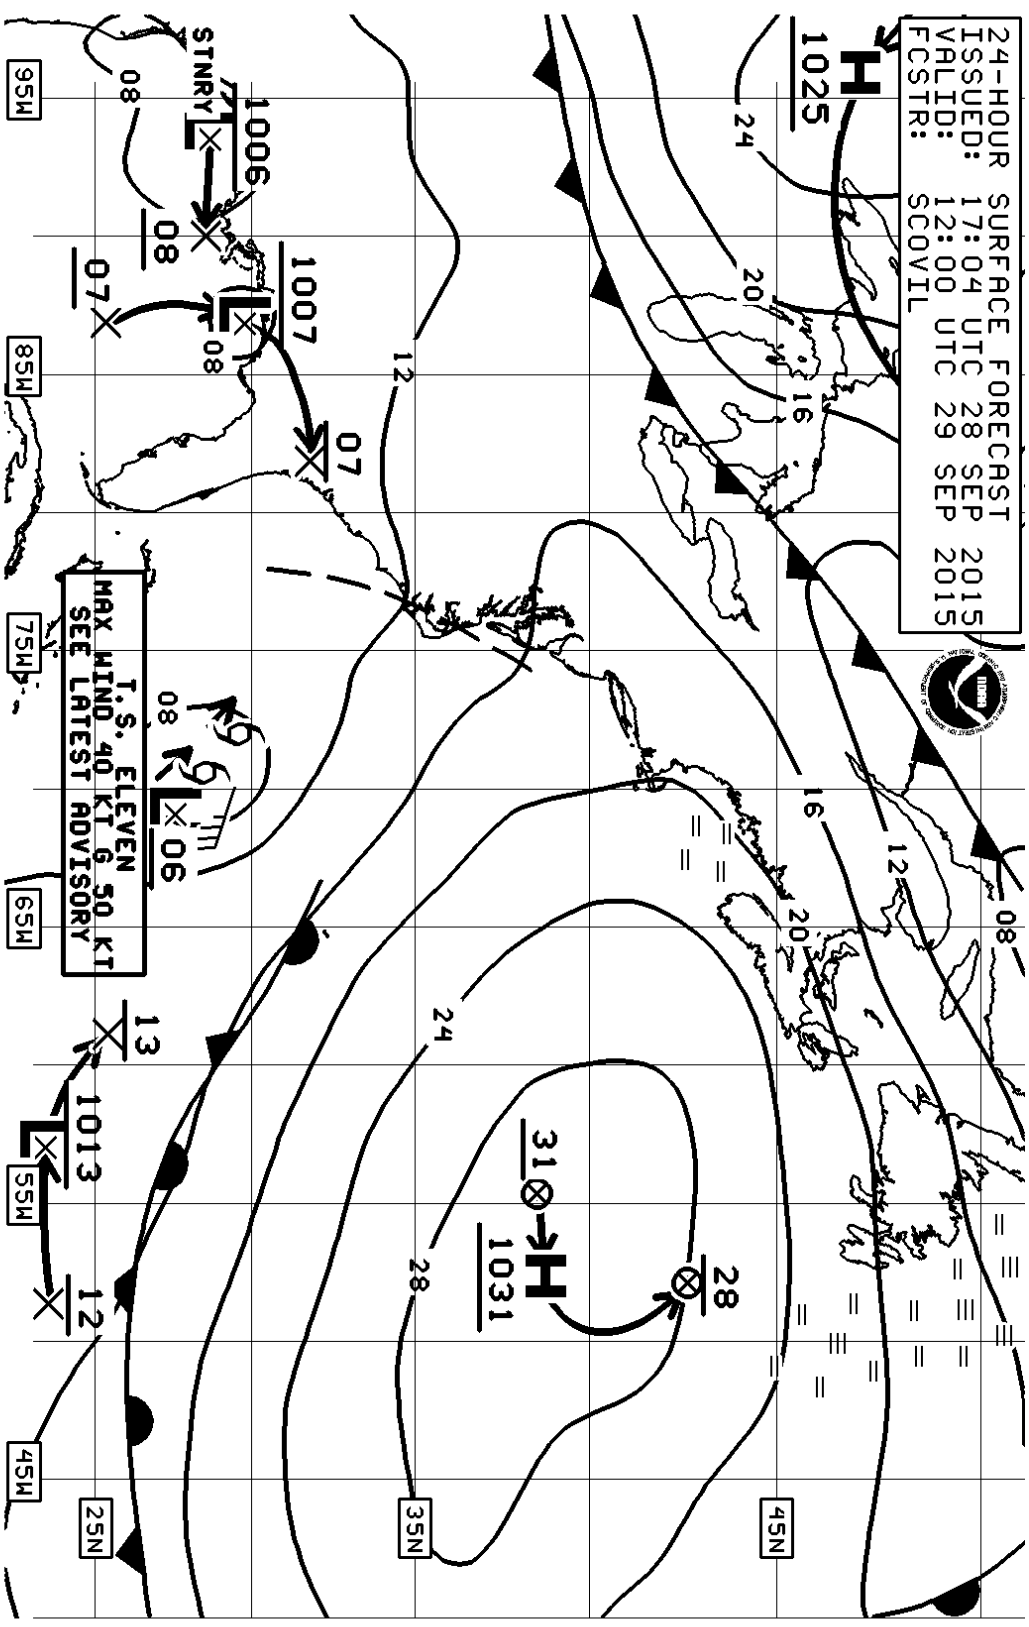 24-HOUR SURFACE FORECAST
ISSUED: 17:04 UTC 28 SEP 2015
VALID: 12:00 UTC 29 SEP 2015
FCSTR: SCOVIL
H
1025
24
20
16
12
08
16
12
20
24
28
STNRY
1006
L
08
08
1007
L
07
08
07
NOAA
T.S. ELEVEN
MAX WIND 40 KT G 50 KT
SEE LATEST ADVISORY
08
L
06
13
1013
L
12
31
H
1031
28
95W
85W
75W
65W
55W
45W
25N
35N
45N